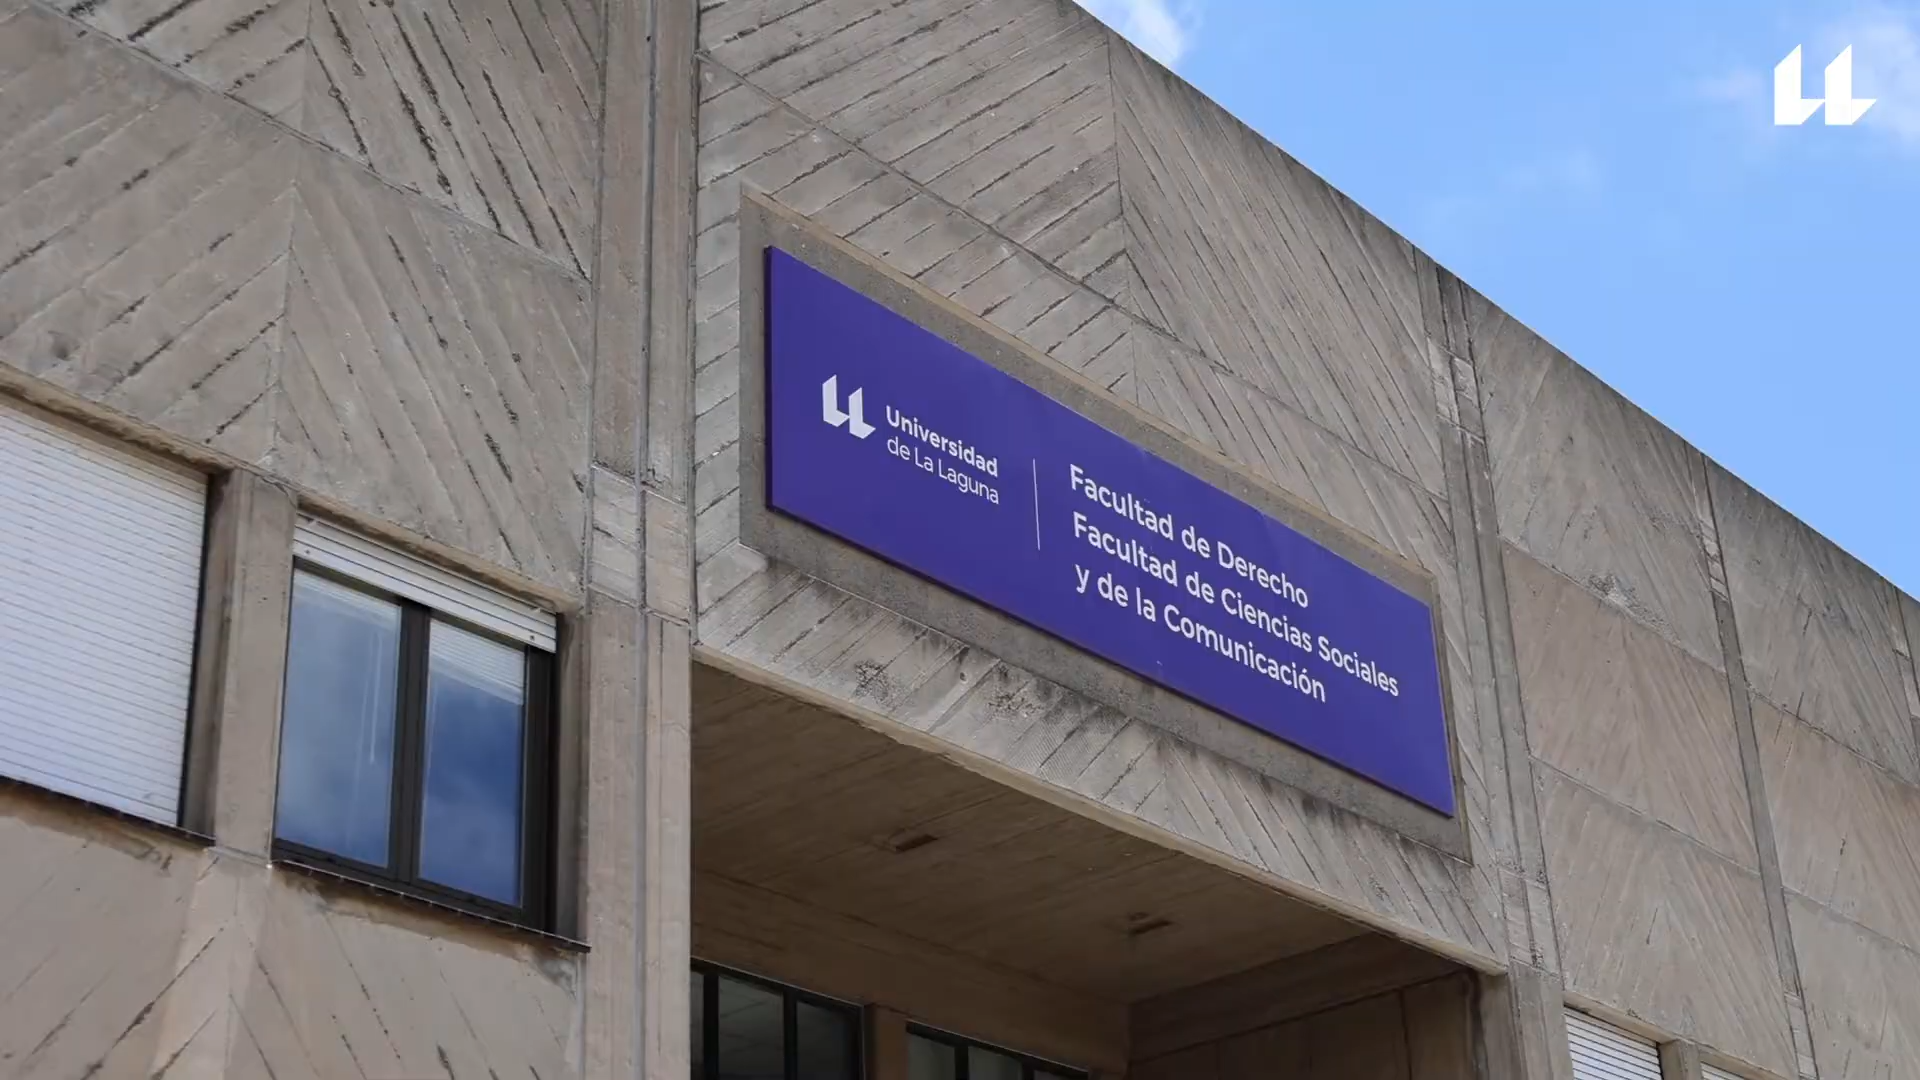 Universidad
de La Laguna
Facultad de Derecho
Facultad de Ciencias Sociales
y de la Comunicación